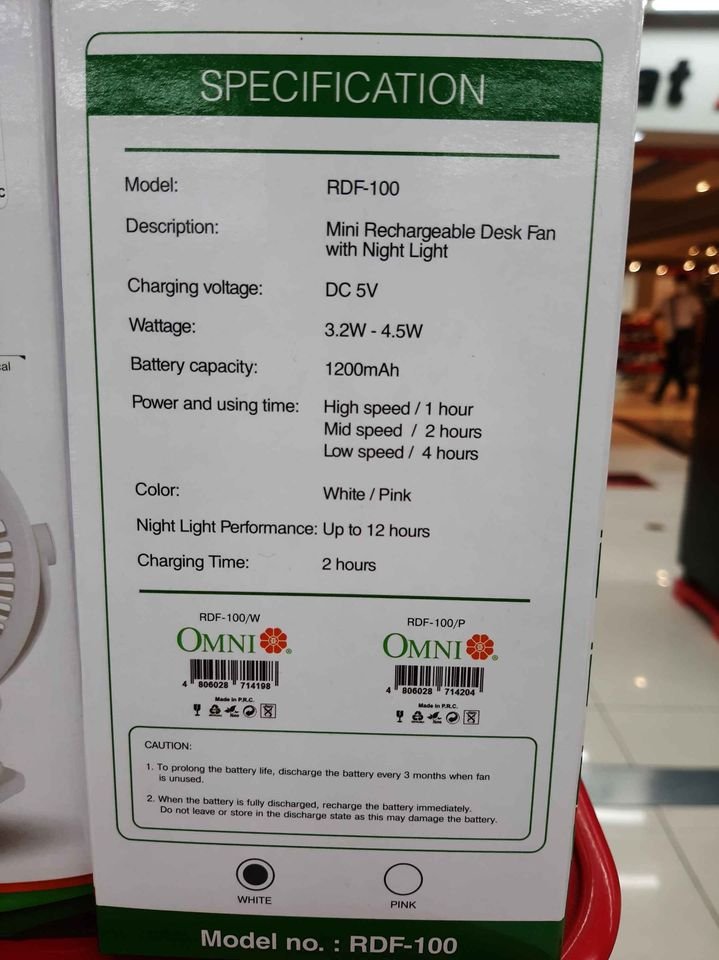 SPECIFICATION
Model: RDF-100
Description: Mini Rechargeable Desk Fan
with Night Light
Charging voltage: DC 5V
Wattage: 3.2W - 4.5W
Battery capacity: 1200mAh
Power and using time: High speed / 1 hour
Mid speed / 2 hours
Low speed / 4 hours
Color: White / Pink
Night Light Performance: Up to 12 hours
Charging Time: 2 hours
RDF-100/W RDF-100/P
OMNI ® OMNI ®
4 806028 714198 4 806028 714204
Made in P.R.C. Made in P.R.C.
CAUTION:
1. To prolong the battery life, discharge the battery every 3 months when fan
is unused.
2. When the battery is fully discharged, recharge the battery immediately.
Do not leave or store in the discharge state as this may damage the battery.
WHITE PINK
Model no. : RDF-100